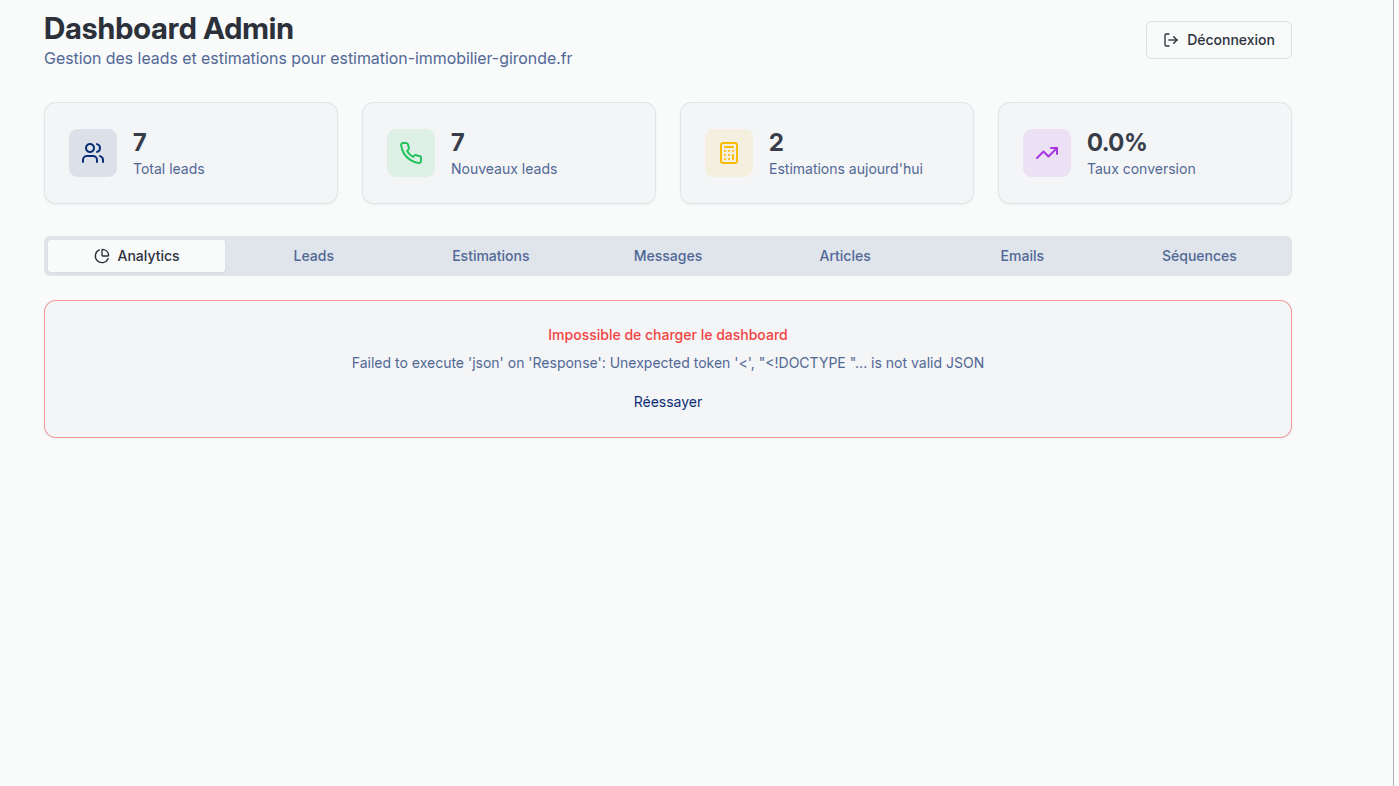 Dashboard Admin
Gestion des leads et estimations pour estimation-immobilier-gironde.fr
Déconnexion
7
Total leads
7
Nouveaux leads
2
Estimations aujourd'hui
0.0%
Taux conversion
Analytics
Leads
Estimations
Messages
Articles
Emails
Séquences
Impossible de charger le dashboard
Failed to execute 'json' on 'Response': Unexpected token '<', "<!DOCTYPE "... is not valid JSON
Réessayer